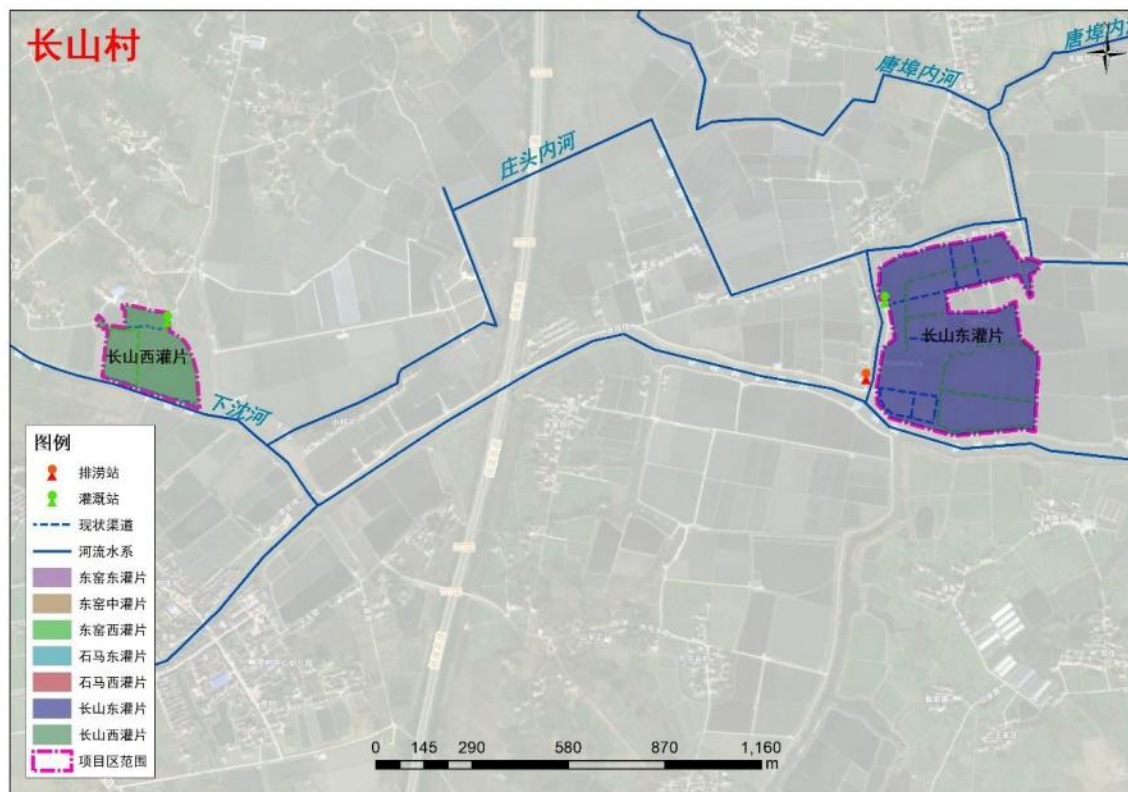 长山村
唐埠内
唐埠内河
庄头内河
长山东灌片
长山西灌片
下沈河
图例
排涝站
灌溉站
现状渠道
河流水系
东窑东灌片
东窑中灌片
东窑西灌片
石马东灌片
石马西灌片
长山东灌片
长山西灌片
项目区范围
0 145 290 580 870 1,160
m